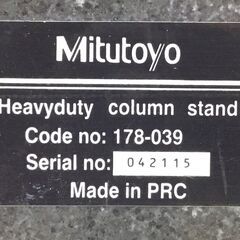 Mitutoyo
Heavyduty column stand
Code no: 178-039
Serial no: 042115
Made in PRC